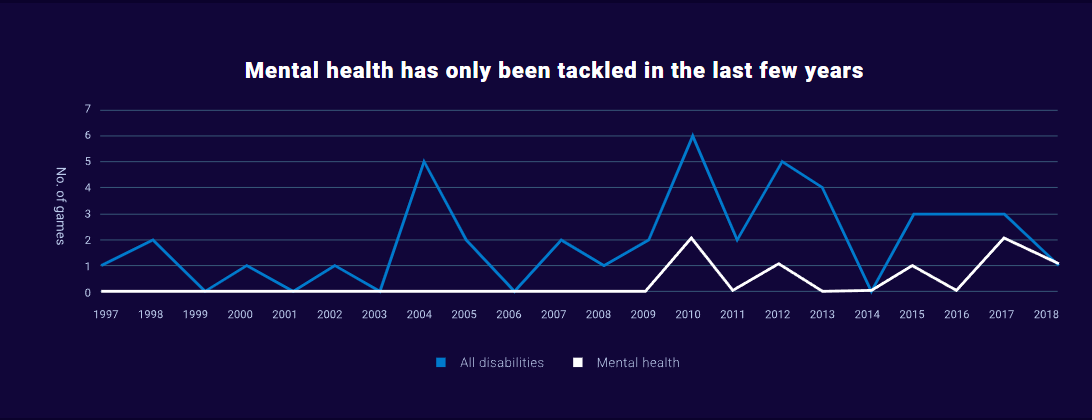 Mental health has only been tackled in the last few years
7
6
5
4
3
2
1
0
No. of games
1997 1998 1999 2000 2001 2002 2003 2004 2005 2006 2007 2008 2009 2010 2011 2012 2013 2014 2015 2016 2017 2018
All disabilities Mental health